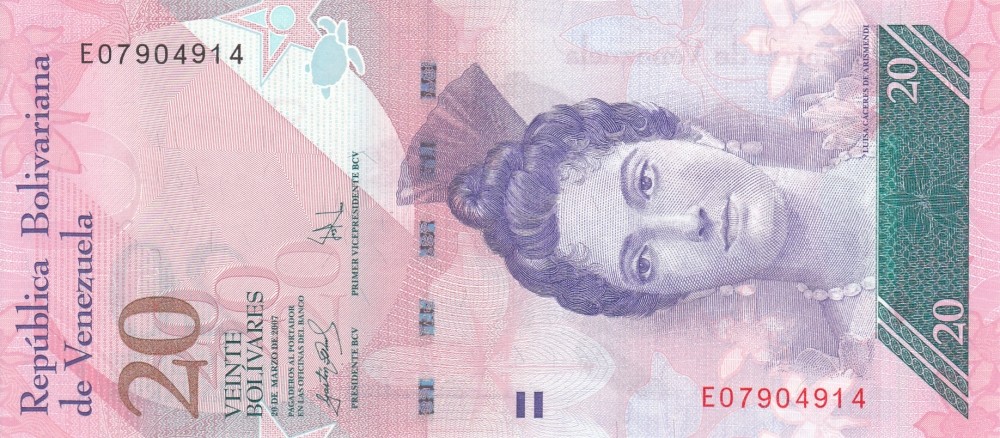 República Bolivariana
de Venezuela
E07904914
20
VEINTE
BOLÍVARES
29 DE MARZO DE 2007
PAGADEROS AL PORTADOR
EN LAS OFICINAS DEL BANCO
PRESIDENTE BCV
PRIMER VICEPRESIDENTE BCV
LUISA CÁCERES DE ARISMENDI
20
20
E07904914